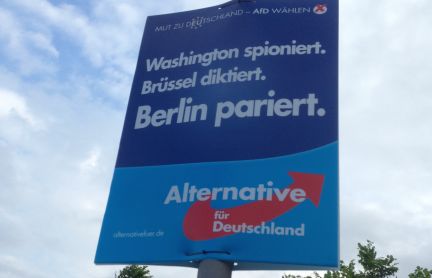 MUT ZU DEUTSCHLAND – AfD WÄHLEN
Washington spioniert.
Brüssel diktiert.
Berlin pariert.
Alternative
für
Deutschland
alternativefuer.de